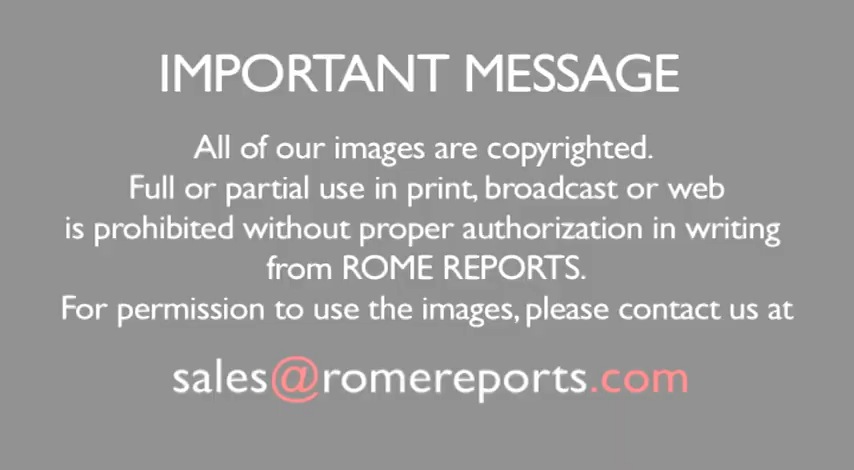 IMPORTANT MESSAGE
All of our images are copyrighted.
Full or partial use in print, broadcast or web
is prohibited without proper authorization in writing
from ROME REPORTS.
For permission to use the images, please contact us at
sales@romereports.com